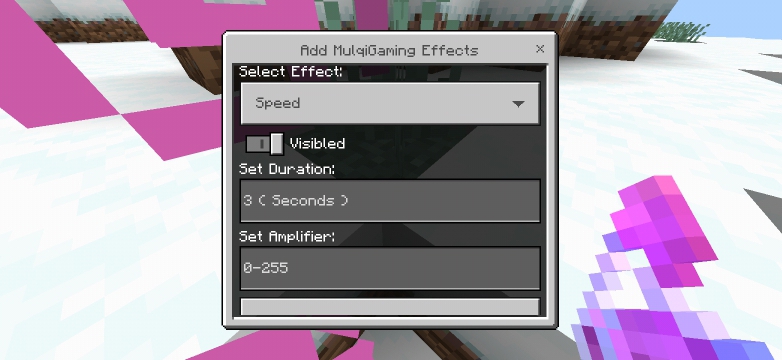 Add MulqiGaming Effects ×
Select Effect:
Speed
Visibled
Set Duration:
3 ( Seconds )
Set Amplifier:
0-255